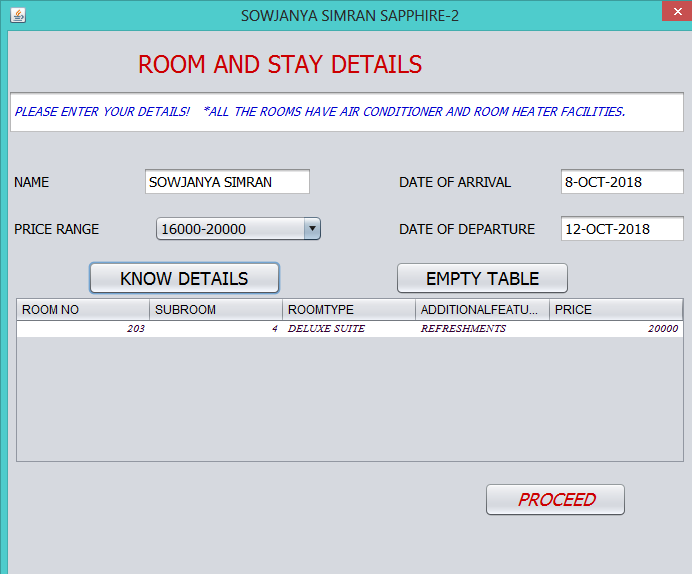 SOWJANYA SIMRAN SAPPHIRE-2
ROOM AND STAY DETAILS
PLEASE ENTER YOUR DETAILS! *ALL THE ROOMS HAVE AIR CONDITIONER AND ROOM HEATER FACILITIES.
NAME SOWJANYA SIMRAN DATE OF ARRIVAL 8-OCT-2018
PRICE RANGE 16000-20000 DATE OF DEPARTURE 12-OCT-2018
KNOW DETAILS EMPTY TABLE
ROOM NO SUBROOM ROOMTYPE ADDITIONALFEATU... PRICE
203 4 DELUXE SUITE REFRESHMENTS 20000
PROCEED